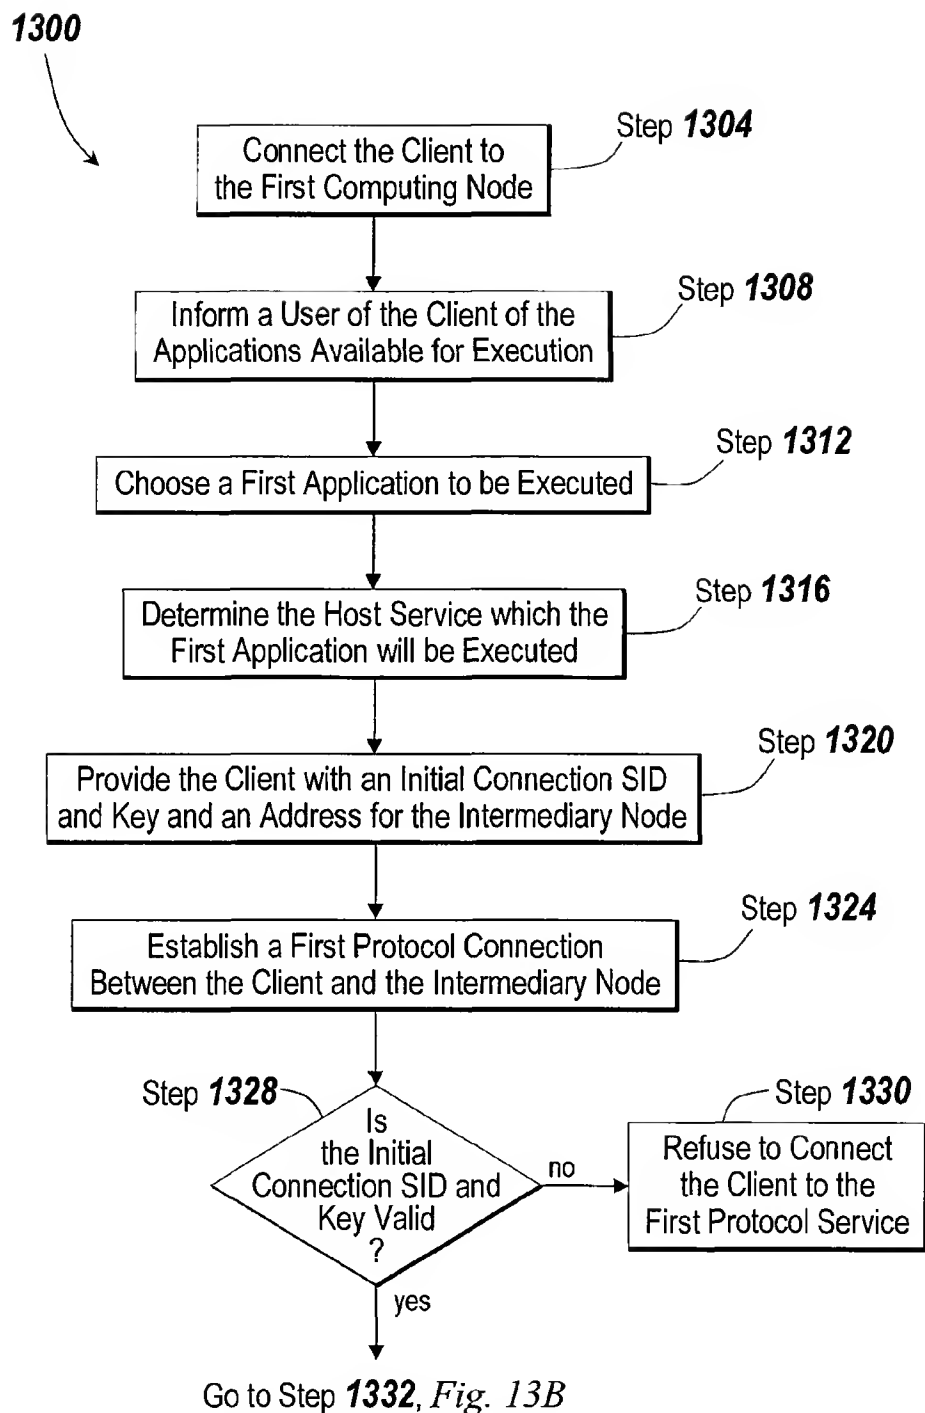 1300
Step 1304
Connect the Client to
the First Computing Node
Step 1308
Inform a User of the Client of the
Applications Available for Execution
Step 1312
Choose a First Application to be Executed
Step 1316
Determine the Host Service which the
First Application will be Executed
Step 1320
Provide the Client with an Initial Connection SID
and Key and an Address for the Intermediary Node
Step 1324
Establish a First Protocol Connection
Between the Client and the Intermediary Node
Step 1328
Is
the Initial
Connection SID and
Key Valid
?
no
Step 1330
Refuse to Connect
the Client to the
First Protocol Service
yes
Go to Step 1332, Fig. 13B